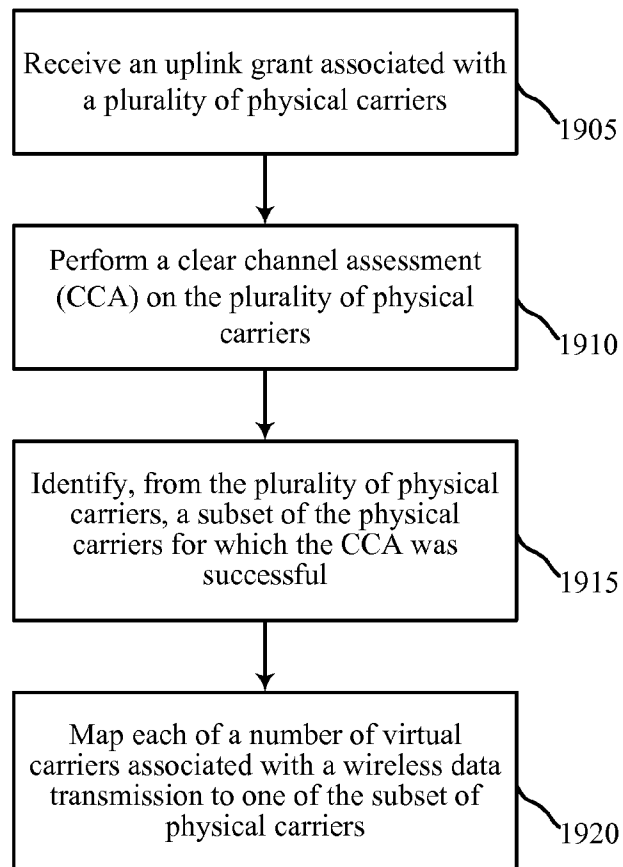 Receive an uplink grant associated with
a plurality of physical carriers
1905
Perform a clear channel assessment
(CCA) on the plurality of physical
carriers
1910
Identify, from the plurality of physical
carriers, a subset of the physical
carriers for which the CCA was
successful
1915
Map each of a number of virtual
carriers associated with a wireless data
transmission to one of the subset of
physical carriers
1920